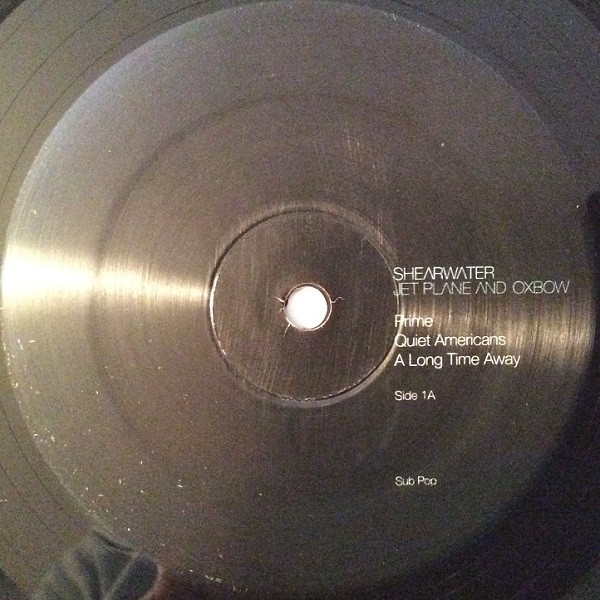 SHEARWATER
JET PLANE AND OXBOW
Prime
Quiet Americans
A Long Time Away
Side 1A
Sub Pop